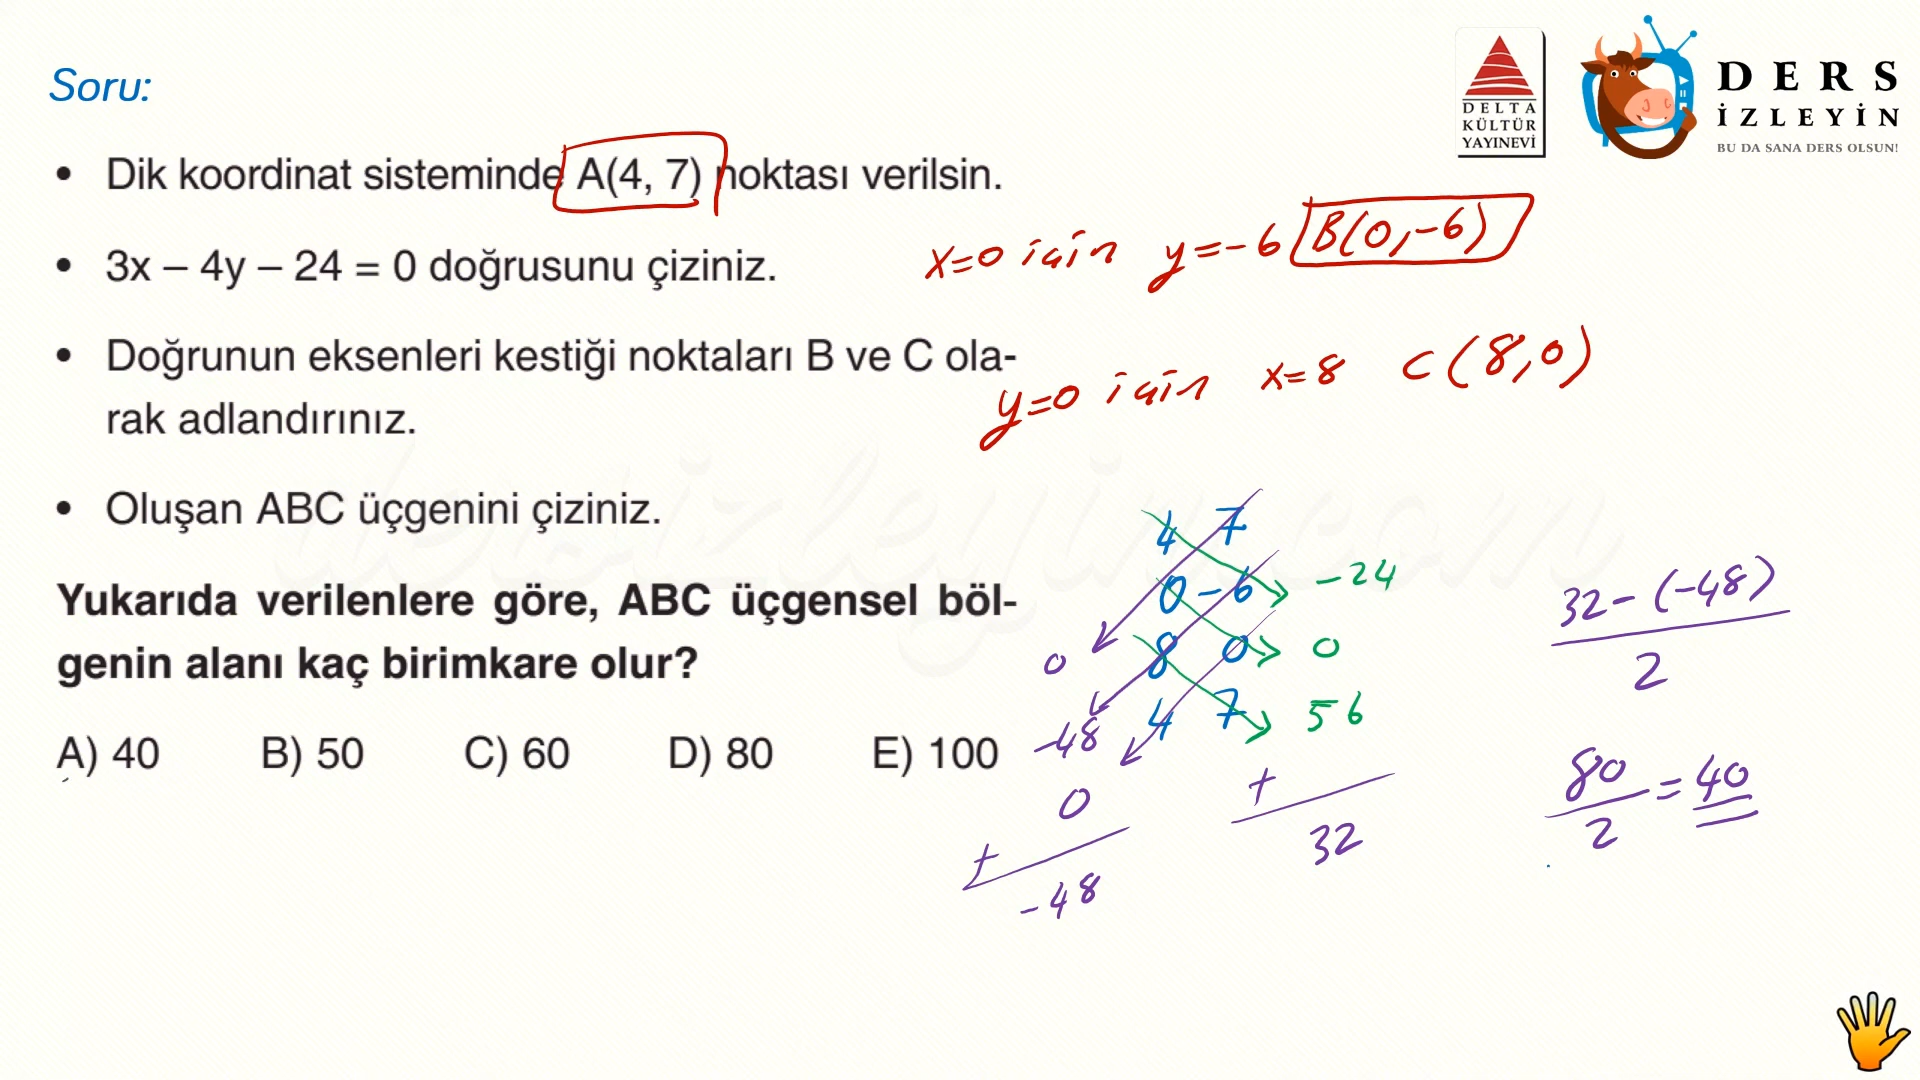 Soru:
DELTA
KÜLTÜR
YAYINEVİ
DERS
İZLEYİN
BU DA SANA DERS OLSUN!
• Dik koordinat sisteminde A(4, 7) noktası verilsin.
x=0 için y=-6 B(0,-6)
• 3x – 4y – 24 = 0 doğrusunu çiziniz.
• Doğrunun eksenleri kestiği noktaları B ve C ola-
rak adlandırınız.
y=0 için x=8 C(8,0)
• Oluşan ABC üçgenini çiziniz.
dersizleyin.com
Yukarıda verilenlere göre, ABC üçgensel böl-
genin alanı kaç birimkare olur?
A) 40 B) 50 C) 60 D) 80 E) 100
4 7
0 -6 -24
0 8 0 0
-48 4 7 56
0 +
+ 32
-48
32-(-48)
2
80 = 40
2